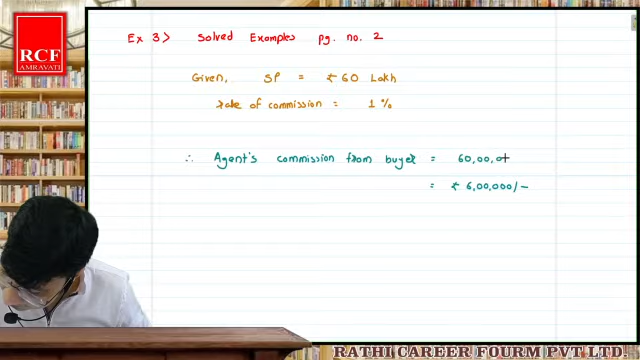 RCF
AMRAVATI
Ex 3> Solved Examples pg. no. 2
Given, SP = ₹ 60 Lakh
rate of commission = 1 %
∴ Agent's commission from buyer = 60,00,0
= ₹ 6,00,000/-
RATHI CAREER FOURM PVT LTD